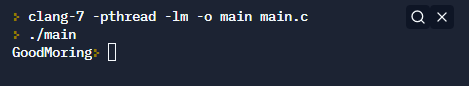 > clang-7 -pthread -lm -o main main.c
> ./main
GoodMoring>